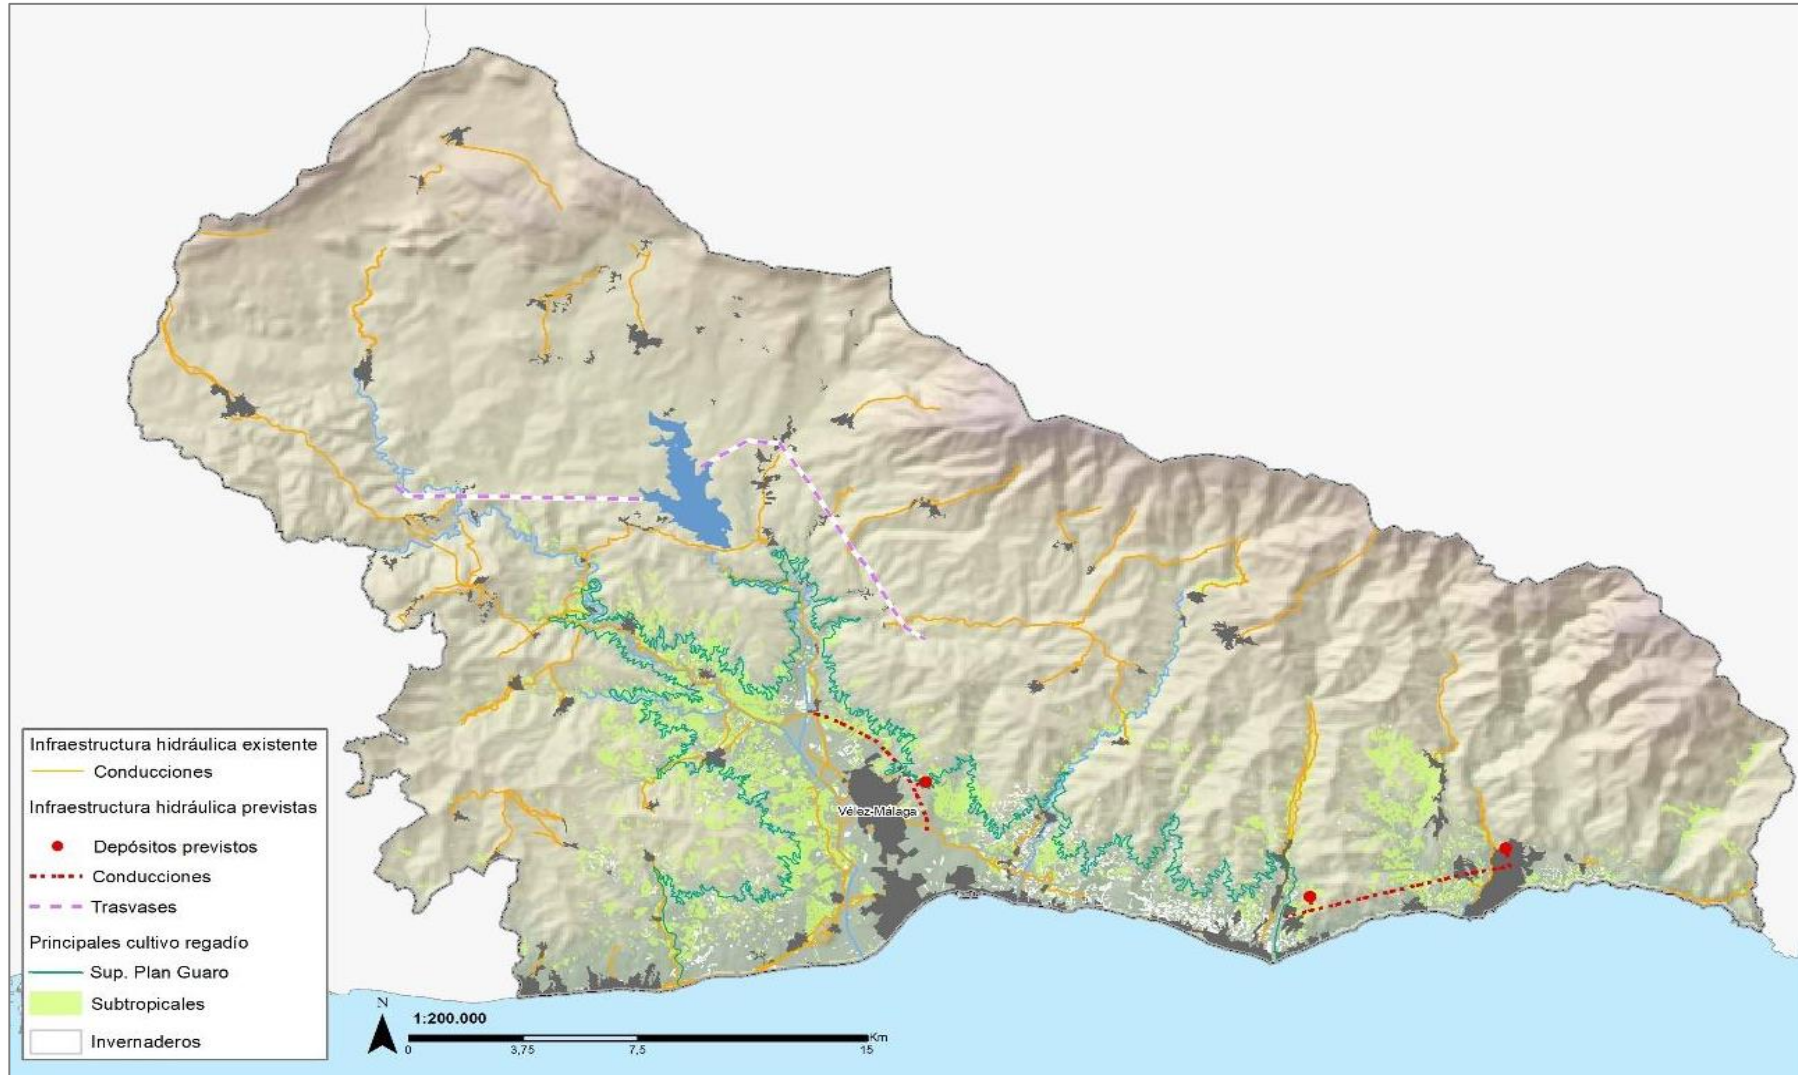 Vélez-Málaga
Infraestructura hidráulica existente
Conducciones
Infraestructura hidráulica previstas
Depósitos previstos
Conducciones
Trasvases
Principales cultivo regadío
Sup. Plan Guaro
Subtropicales
Invernaderos
N
1:200.000
Km
0 3,75 7,5 15